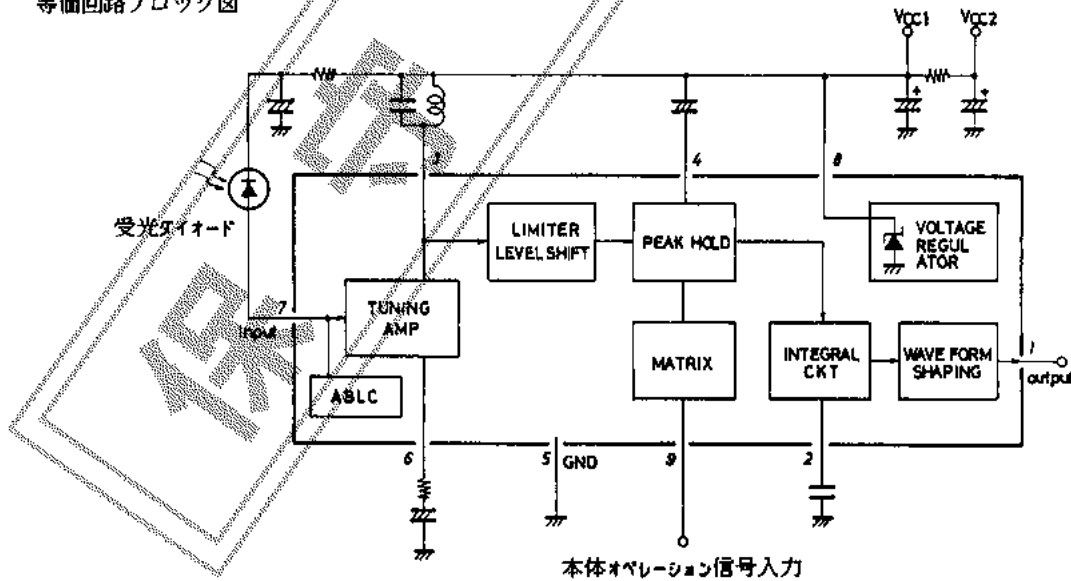 等価回路ブロック図
VCC1
VCC2
3
4
8
受光ダイオード
LIMITER
LEVEL SHIFT
PEAK HOLD
VOLTAGE
REGUL
ATOR
7
Input
TUNING
AMP
MATRIX
INTEGRAL
CKT
WAVE FORM
SHAPING
1
output
ABLC
6
5
GND
9
2
本体オペレーション信号入力